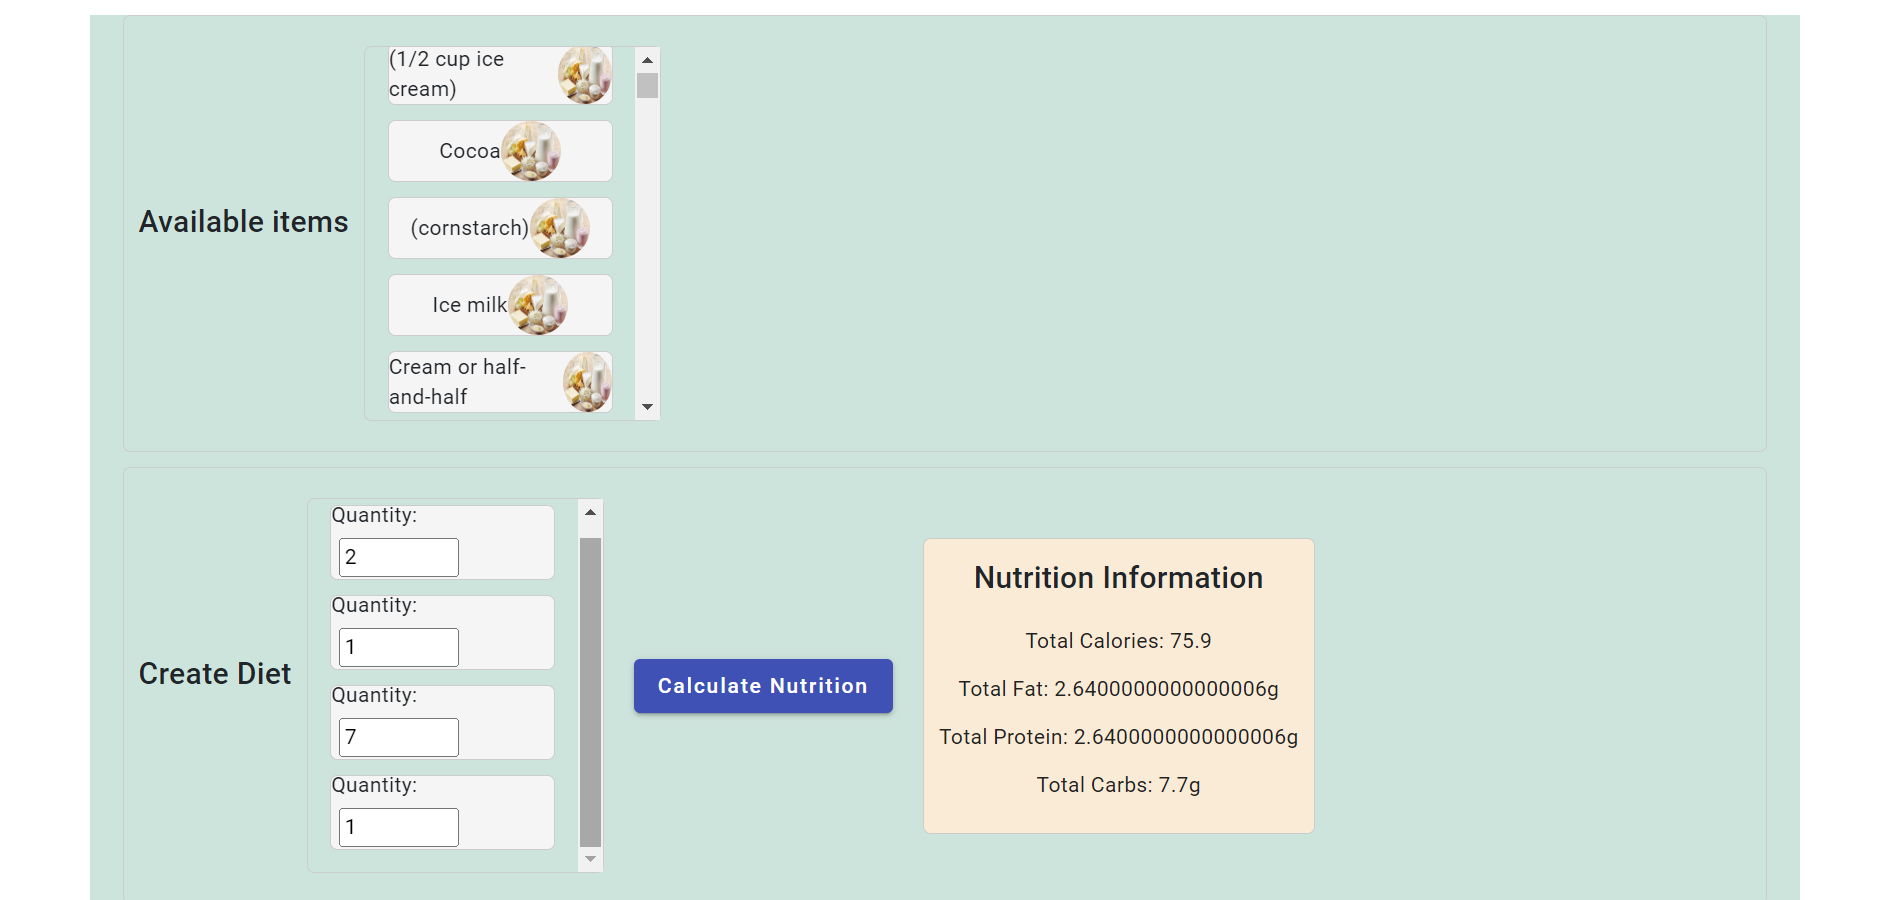 Available items
(1/2 cup ice
cream)
Cocoa
(cornstarch)
Ice milk
Cream or half-
and-half
Create Diet
Quantity:
2
Quantity:
1
Quantity:
7
Quantity:
1
Calculate Nutrition
Nutrition Information
Total Calories: 75.9
Total Fat: 2.6400000000000006g
Total Protein: 2.6400000000000006g
Total Carbs: 7.7g